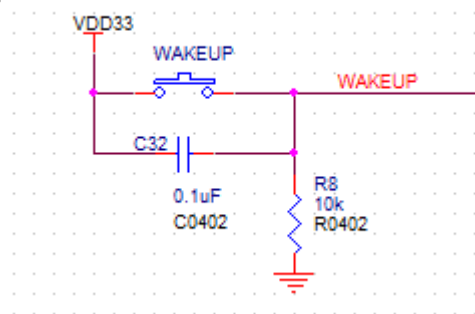 VDD33
WAKEUP
WAKEUP
C32
0.1uF
C0402
R8
10k
R0402